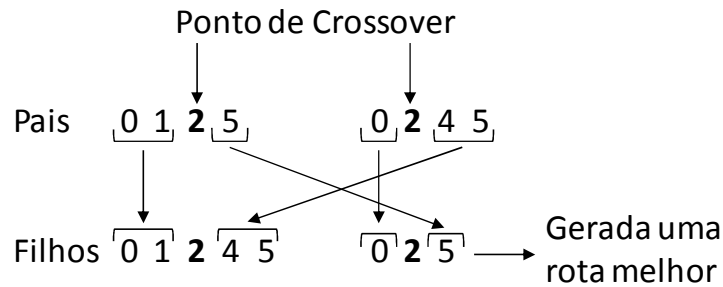 Ponto de Crossover
Pais 0 1 2 5 0 2 4 5
Filhos 0 1 2 4 5 0 2 5
Gerada uma
rota melhor